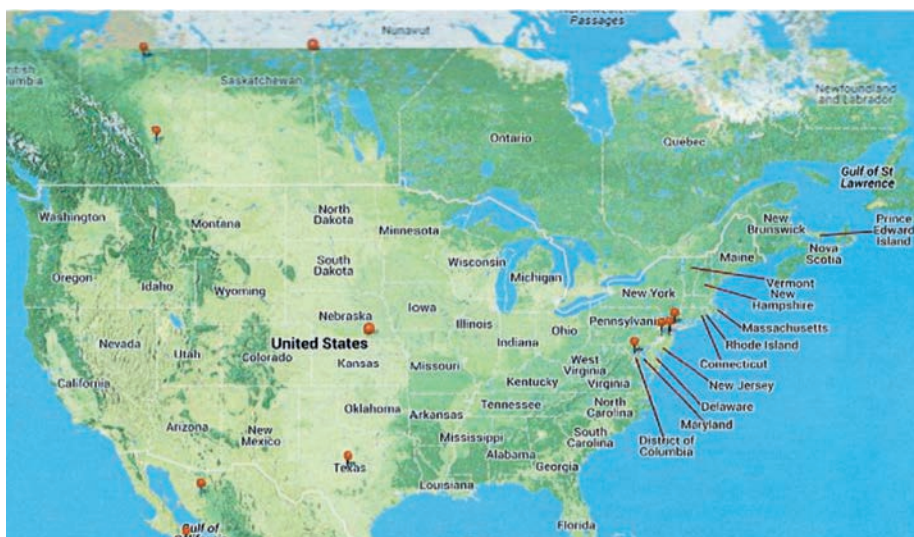 Northwestern
Passages
Nunavut
British
Columbia
Saskatchewan
Newfoundland
and Labrador
Ontario
Quebec
Gulf of St
Lawrence
Washington
Montana
North
Dakota
Minnesota
New
Brunswick
Prince
Edward
Island
Nova
Scotia
Maine
Oregon
Idaho
Wyoming
South
Dakota
Wisconsin
Michigan
Vermont
New
Hampshire
New York
Nebraska
Iowa
Illinois
Indiana
Ohio
Pennsylvania
Massachusetts
Rhode Island
Connecticut
United States
Nevada
Utah
Colorado
Kansas
Missouri
West
Virginia
Virginia
Kentucky
New Jersey
Delaware
Maryland
District of
Columbia
California
Arizona
New
Mexico
Oklahoma
Arkansas
Tennessee
North
Carolina
South
Carolina
Mississippi
Alabama
Georgia
Texas
Louisiana
Florida
Gulf of